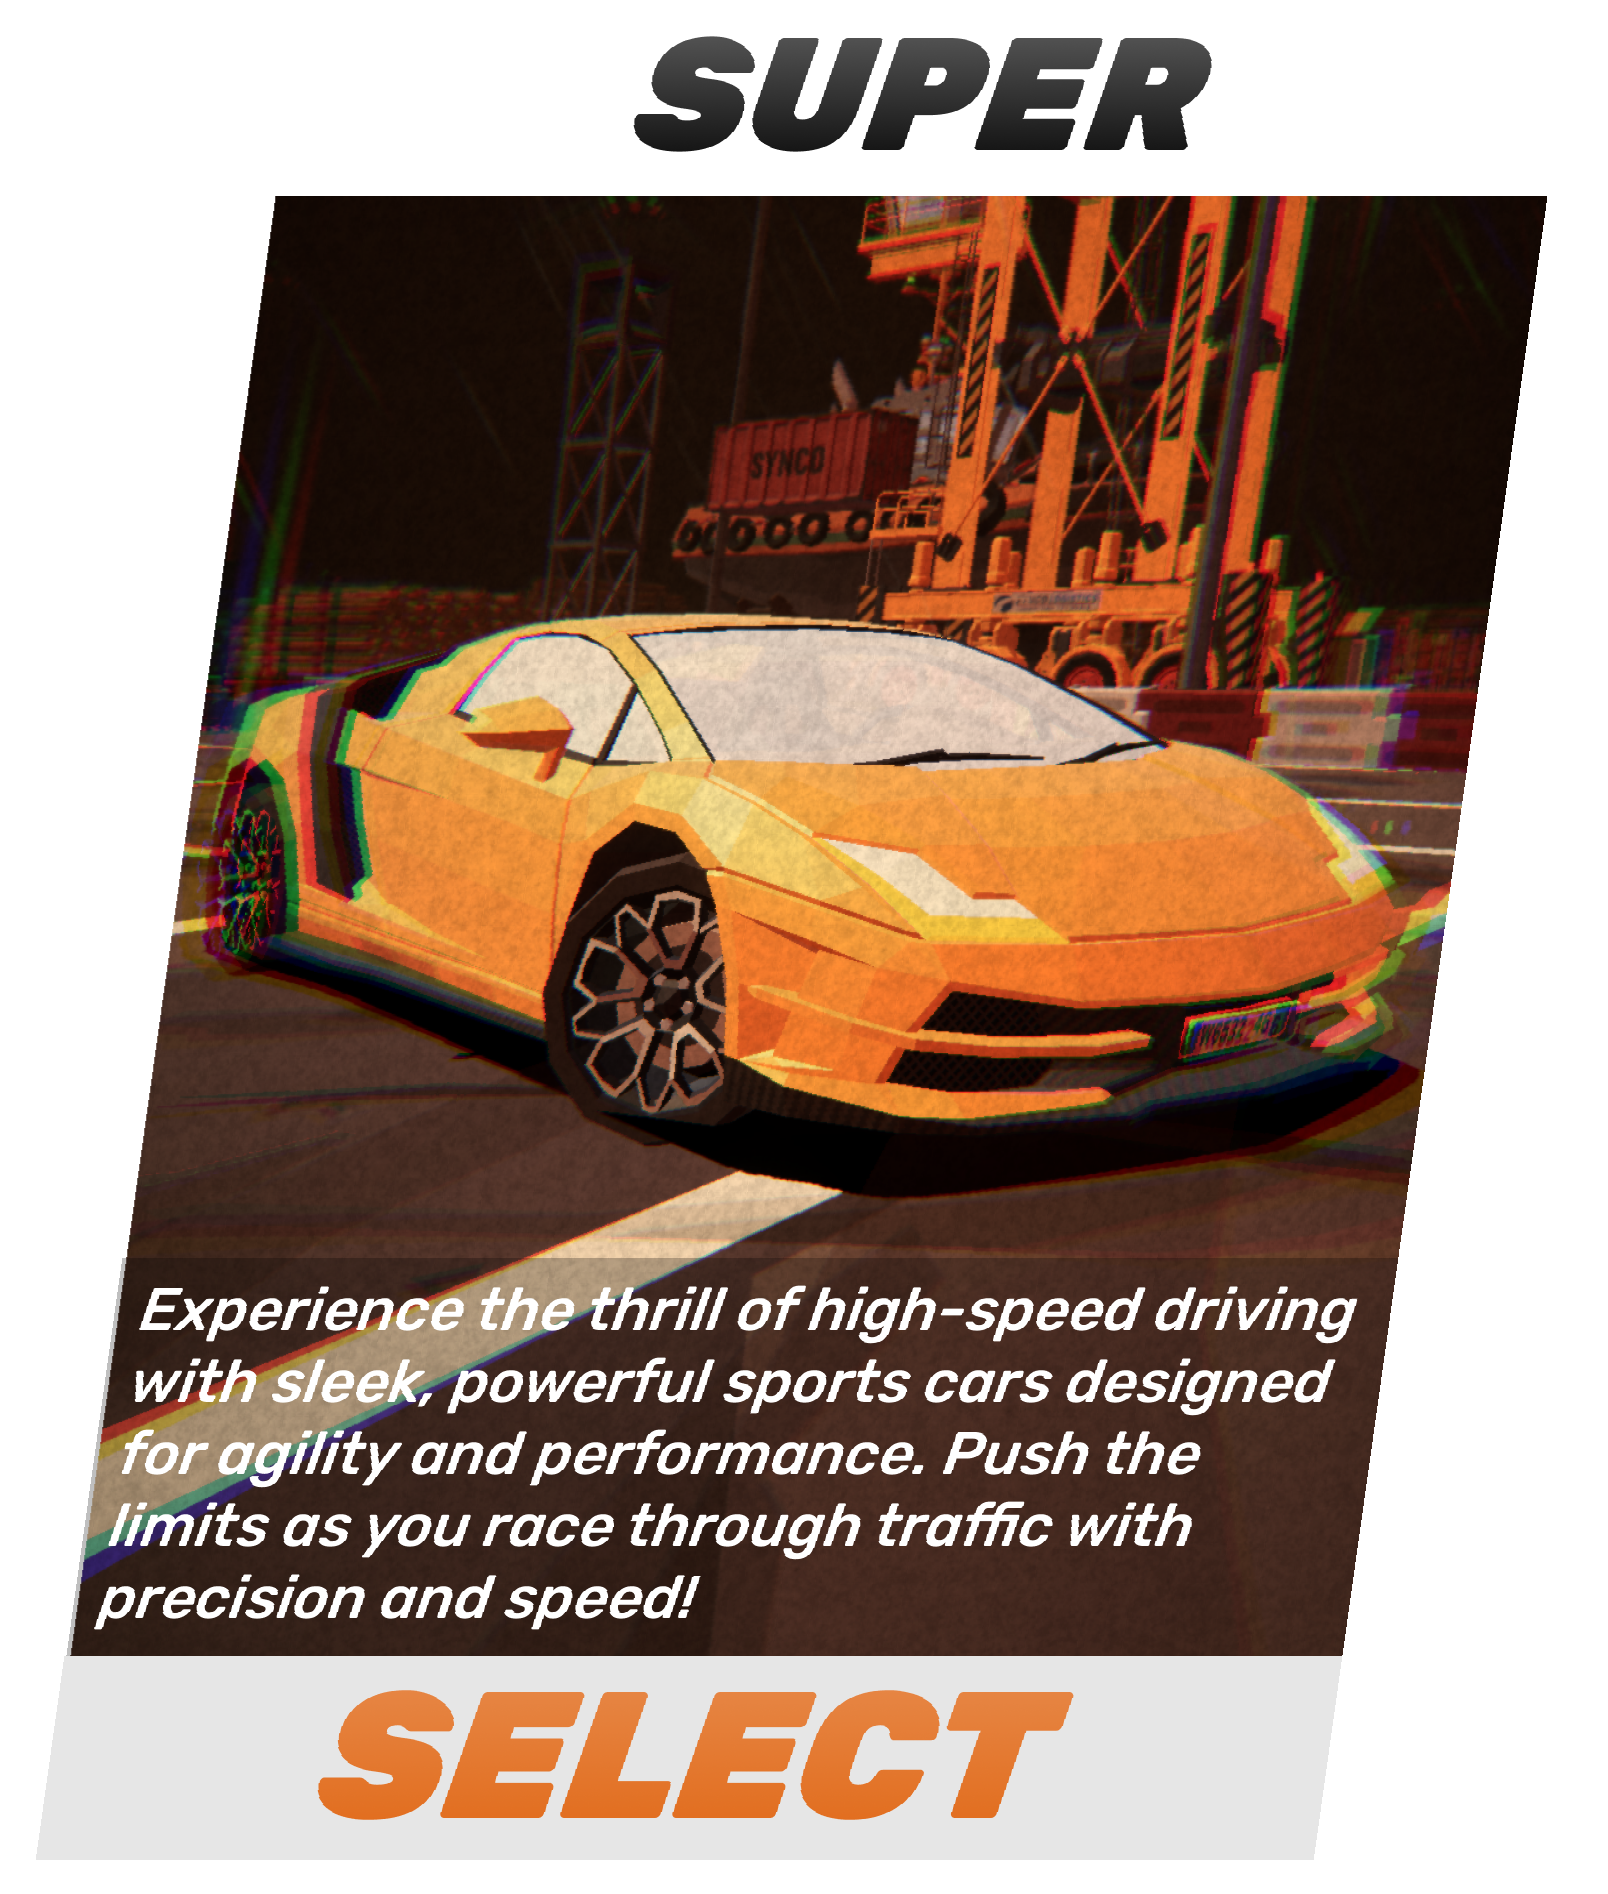 SUPER
SYNCO
Experience the thrill of high-speed driving
with sleek, powerful sports cars designed
for agility and performance. Push the
limits as you race through traffic with
precision and speed!
SELECT